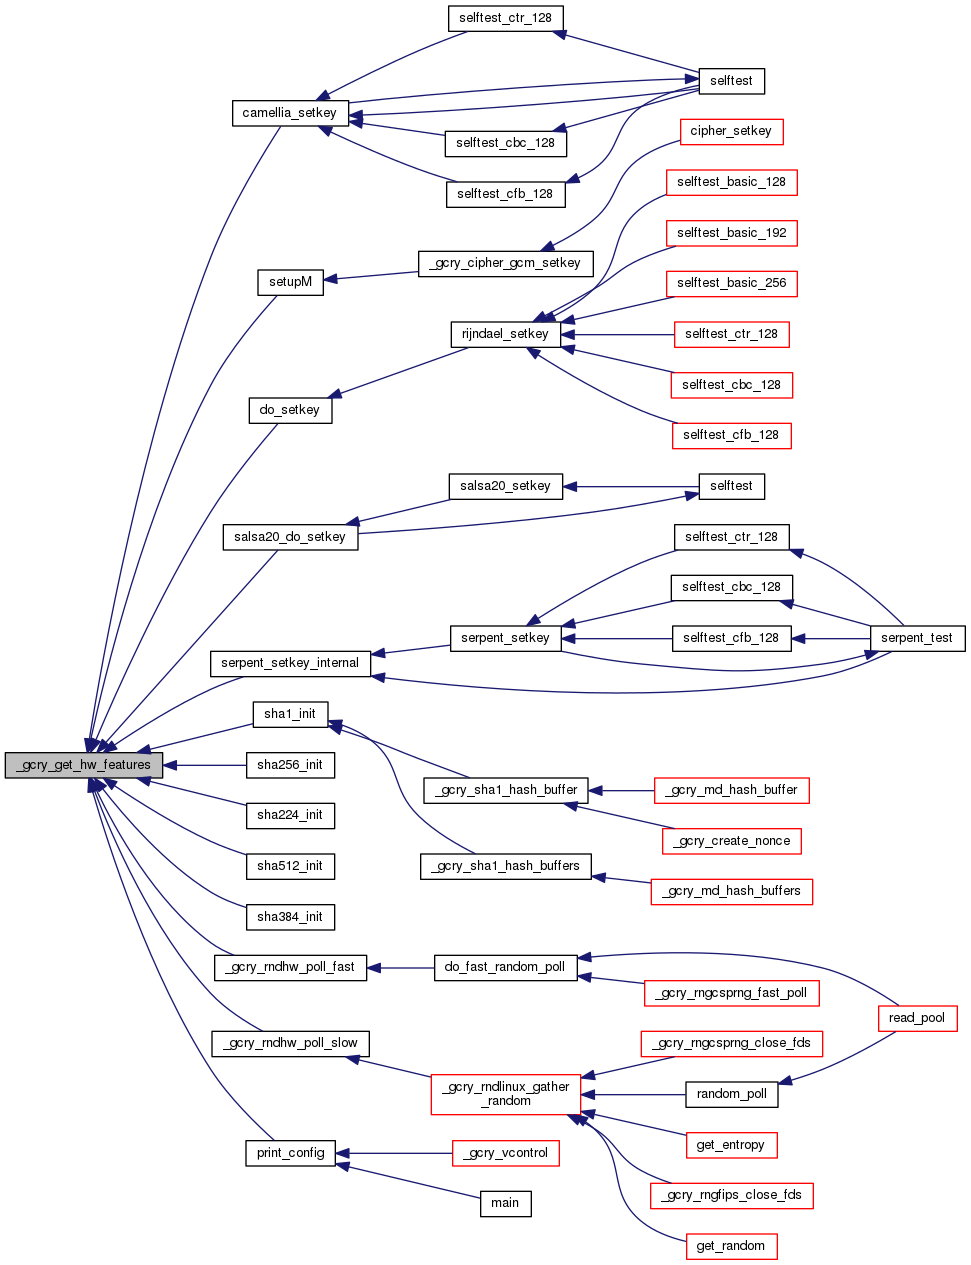 selftest_ctr_128
selftest
camellia_setkey
cipher_setkey
selftest_cbc_128
selftest_basic_128
selftest_cfb_128
selftest_basic_192
_gcry_cipher_gcm_setkey
setupM
selftest_basic_256
rijndael_setkey
selftest_ctr_128
selftest_cbc_128
do_setkey
selftest_cfb_128
salsa20_setkey
selftest
salsa20_do_setkey
selftest_ctr_128
selftest_cbc_128
serpent_setkey
selftest_cfb_128
serpent_test
serpent_setkey_internal
sha1_init
_gcry_get_hw_features
sha256_init
_gcry_sha1_hash_buffer
_gcry_md_hash_buffer
sha224_init
_gcry_create_nonce
sha512_init
_gcry_sha1_hash_buffers
_gcry_md_hash_buffers
sha384_init
_gcry_rndhw_poll_fast
do_fast_random_poll
_gcry_rngcsprng_fast_poll
read_pool
_gcry_rndhw_poll_slow
_gcry_rngcsprng_close_fds
_gcry_rndlinux_gather
_random
random_poll
get_entropy
print_config
_gcry_vcontrol
_gcry_rngfips_close_fds
main
get_random